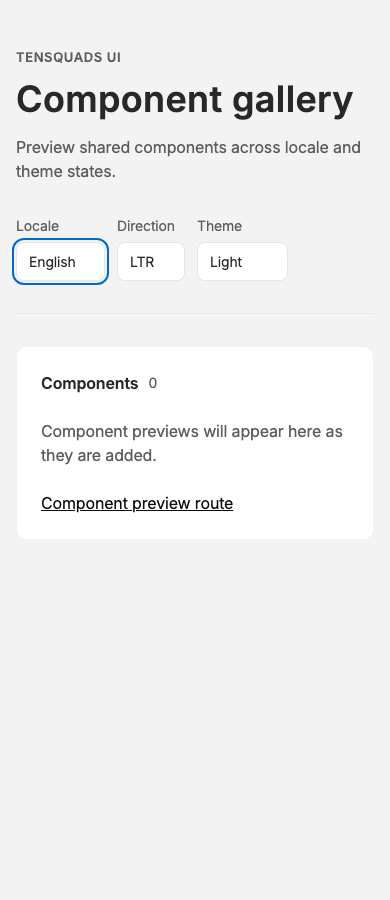 TENSQUADS UI
Component gallery
Preview shared components across locale and
theme states.
Locale Direction Theme
English LTR Light
Components 0
Component previews will appear here as
they are added.
Component preview route